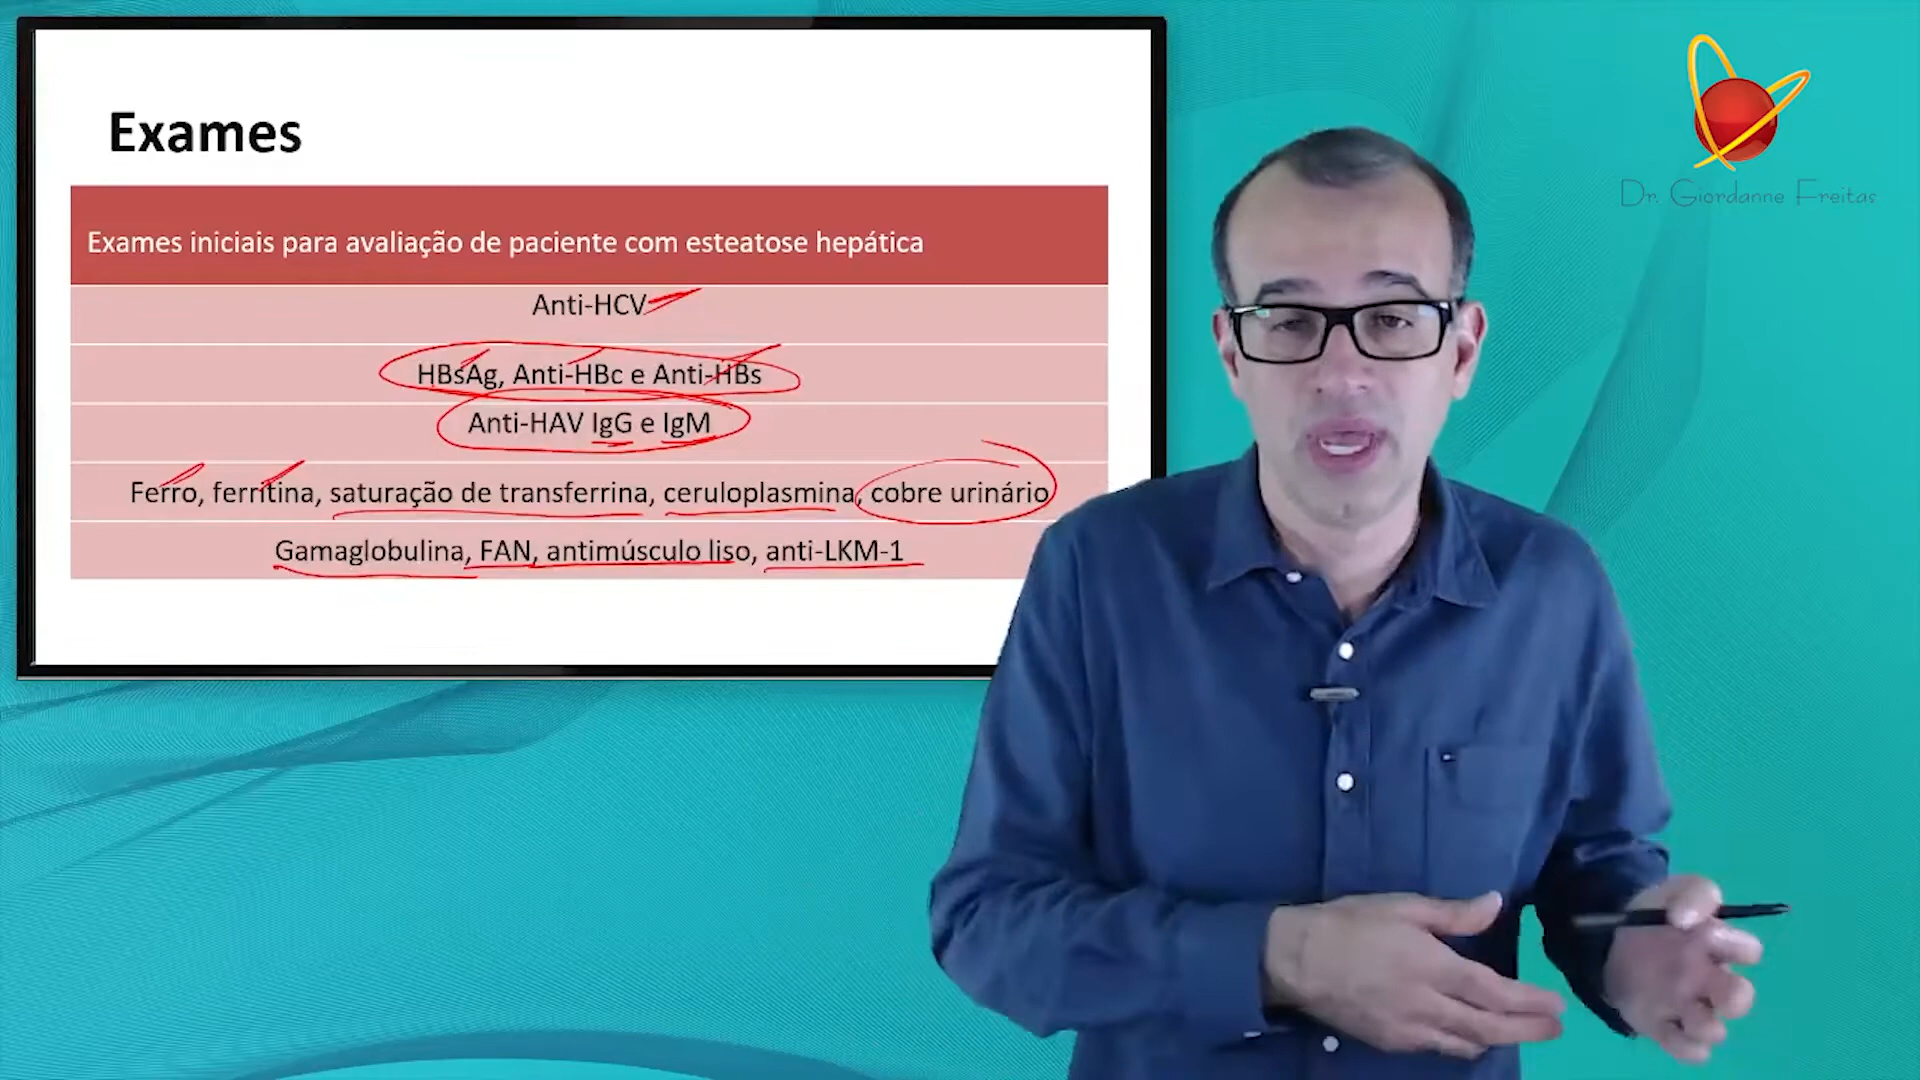 Exames
Exames iniciais para avaliação de paciente com esteatose hepática
Anti-HCV
HBsAg, Anti-HBc e Anti-HBs
Anti-HAV IgG e IgM
Ferro, ferritina, saturação de transferrina, ceruloplasmina, cobre urinário
Gamaglobulina, FAN, antimúsculo liso, anti-LKM-1
Dr. Giordanne Freitas